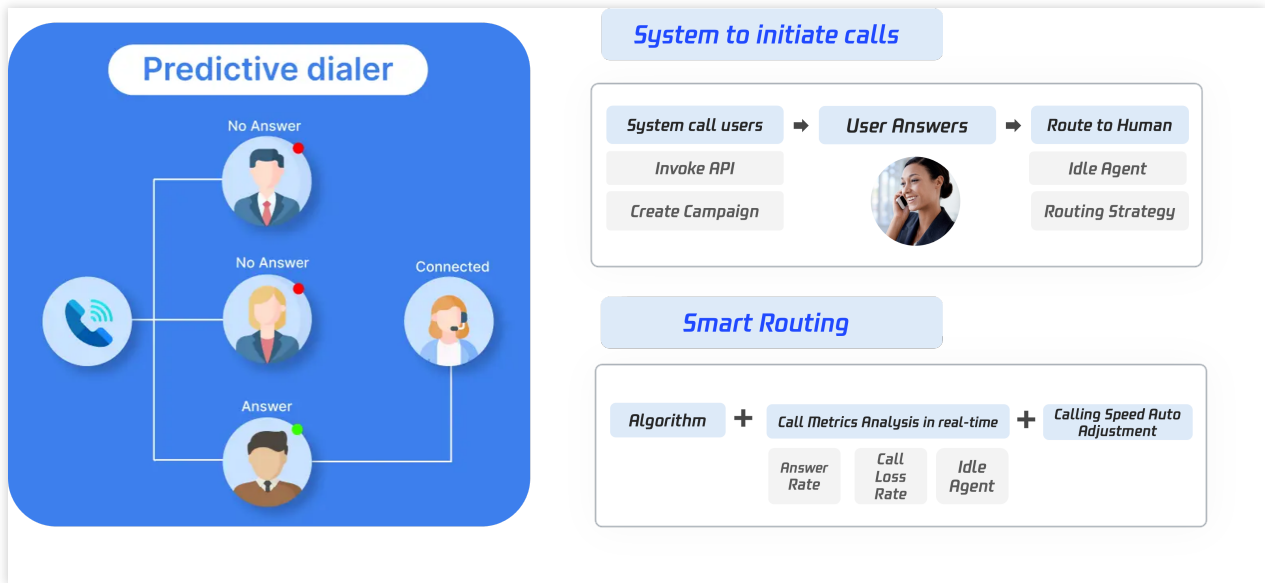 Predictive dialer
No Answer
No Answer
Connected
Answer
System to initiate calls
System call users
User Answers
Route to Human
Invoke API
Idle Agent
Create Campaign
Routing Strategy
Smart Routing
Algorithm
+
Call Metrics Analysis in real-time
+
Calling Speed Auto
Adjustment
Answer
Rate
Call
Loss
Rate
Idle
Agent